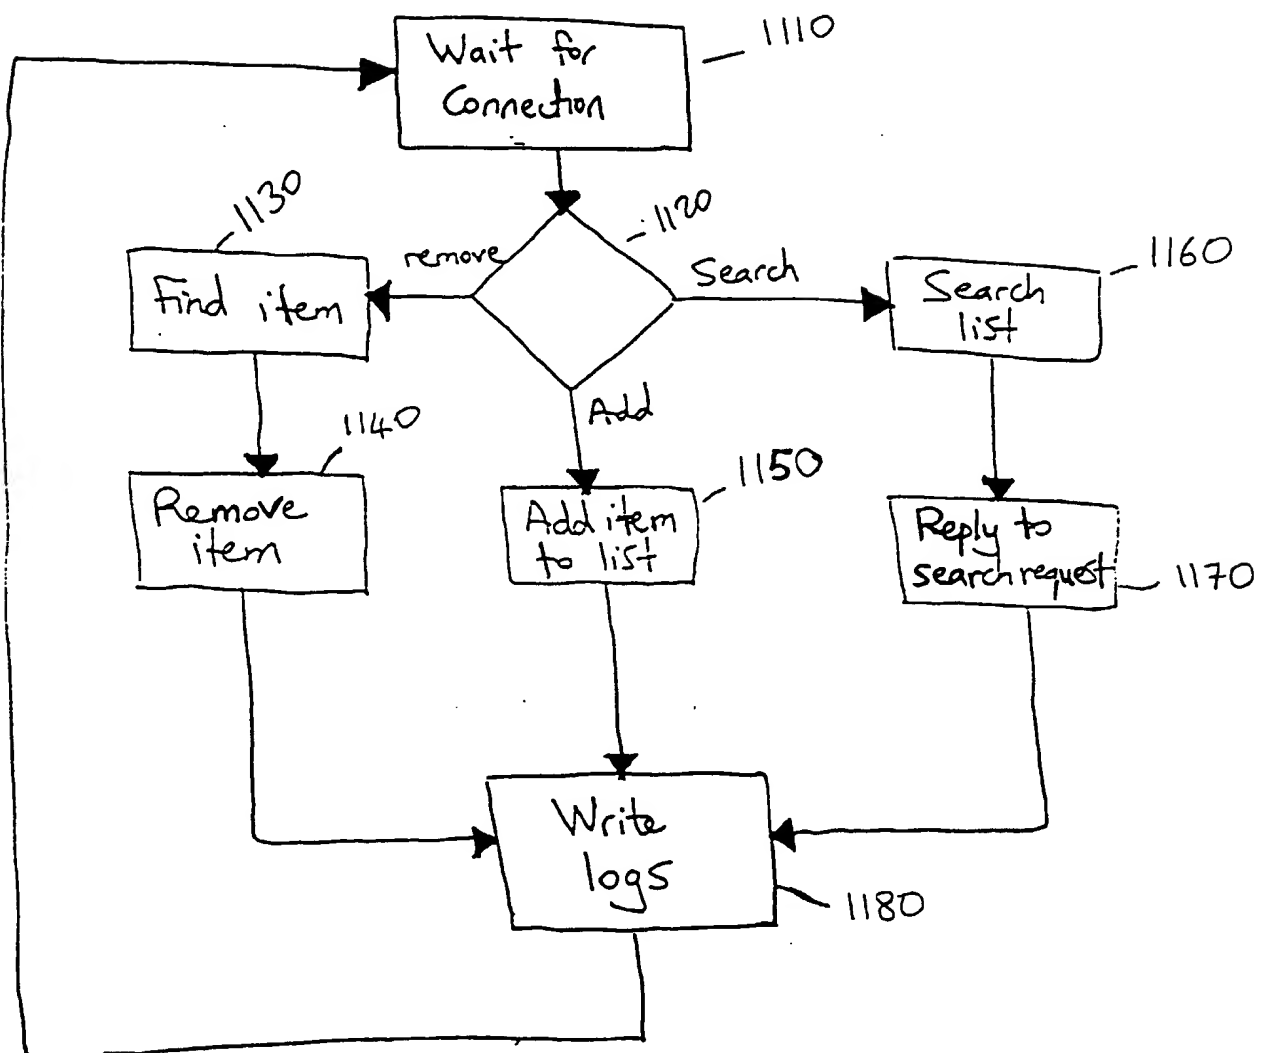 Wait for
Connection
1110
1120
1130
remove
Search
1160
Find item
Search
list
Add
1140
1150
Remove
item
Add item
to list
Reply to
search request
1170
Write
logs
1180